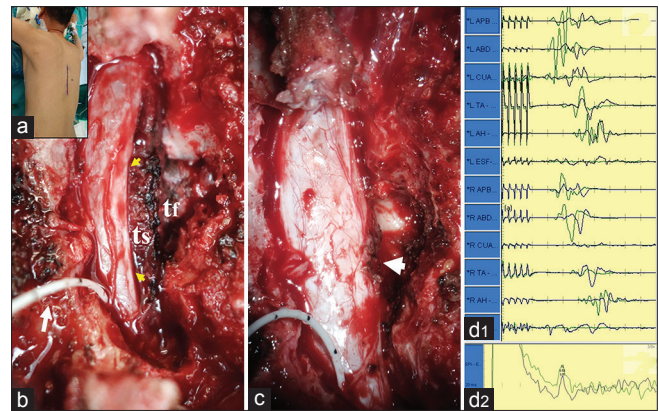 a
b
c
ts
tf
*L APB
*L ABD
*L CUA
*L TA -
*L AH -
*L ESF-
*R APB
*R ABD
*R CUA
*R TA -
*R AH -
d1
d2